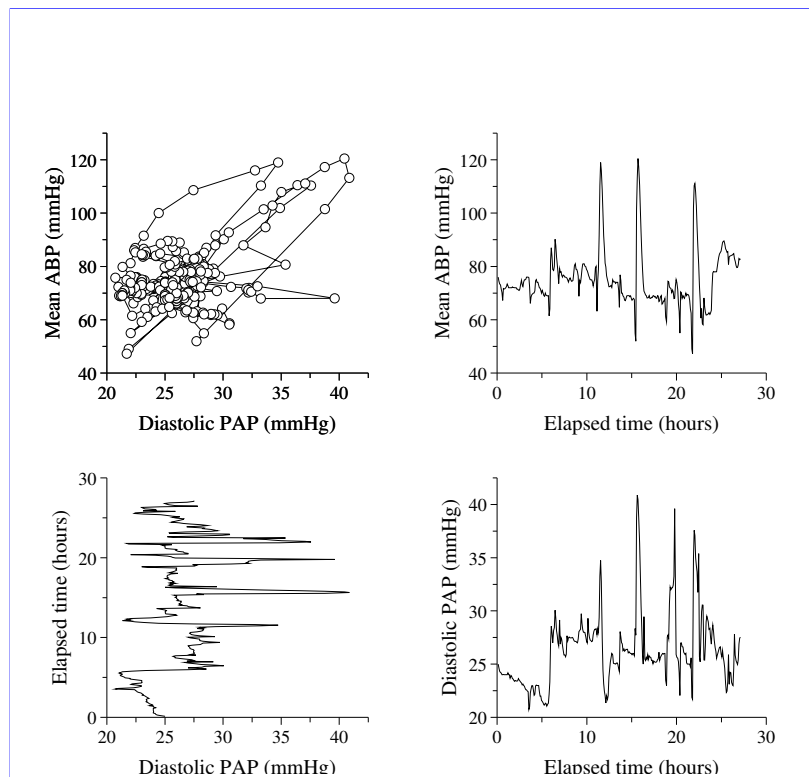 120
100
80
60
40
Mean ABP (mmHg)
20 25 30 35 40
Diastolic PAP (mmHg)
120
100
80
60
40
Mean ABP (mmHg)
0 10 20 30
Elapsed time (hours)
30
20
10
0
Elapsed time (hours)
20 25 30 35 40
Diastolic PAP (mmHg)
40
35
30
25
20
Diastolic PAP (mmHg)
0 10 20 30
Elapsed time (hours)